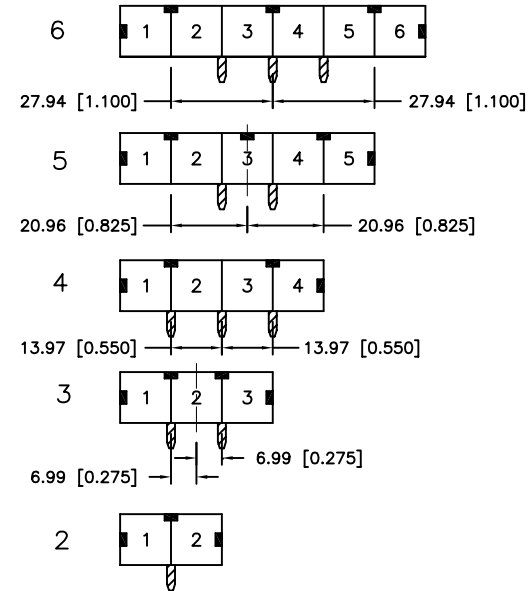 6 1 2 3 4 5 6
27.94 [1.100] 27.94 [1.100]
5 1 2 3 4 5
20.96 [0.825] 20.96 [0.825]
4 1 2 3 4
13.97 [0.550] 13.97 [0.550]
3 1 2 3
6.99 [0.275]
6.99 [0.275]
2 1 2